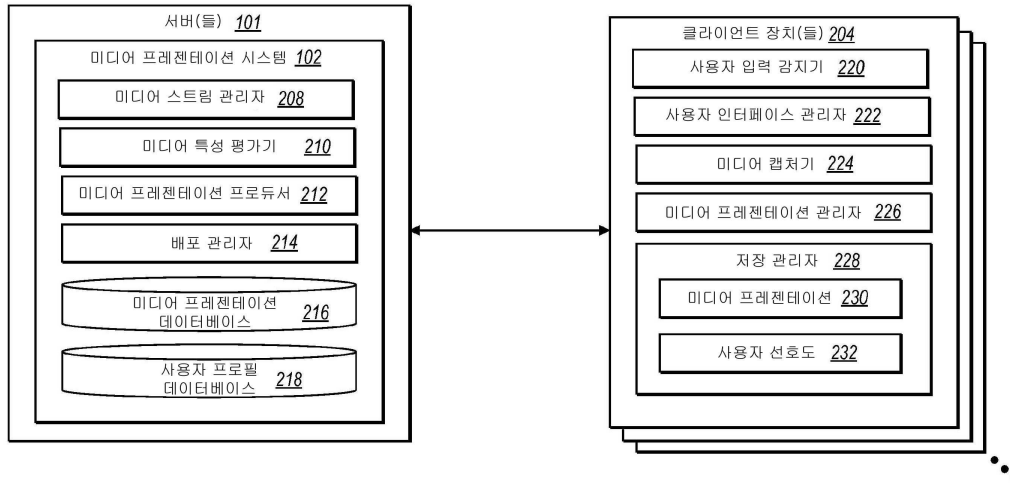 서버(들) 101
미디어 프레젠테이션 시스템 102
미디어 스트림 관리자 208
미디어 특성 평가기 210
미디어 프레젠테이션 프로듀서 212
배포 관리자 214
미디어 프레젠테이션
데이터베이스 216
사용자 프로필
데이터베이스 218
클라이언트 장치(들) 204
사용자 입력 감지기 220
사용자 인터페이스 관리자 222
미디어 캡처기 224
미디어 프레젠테이션 관리자 226
저장 관리자 228
미디어 프레젠테이션 230
사용자 선호도 232